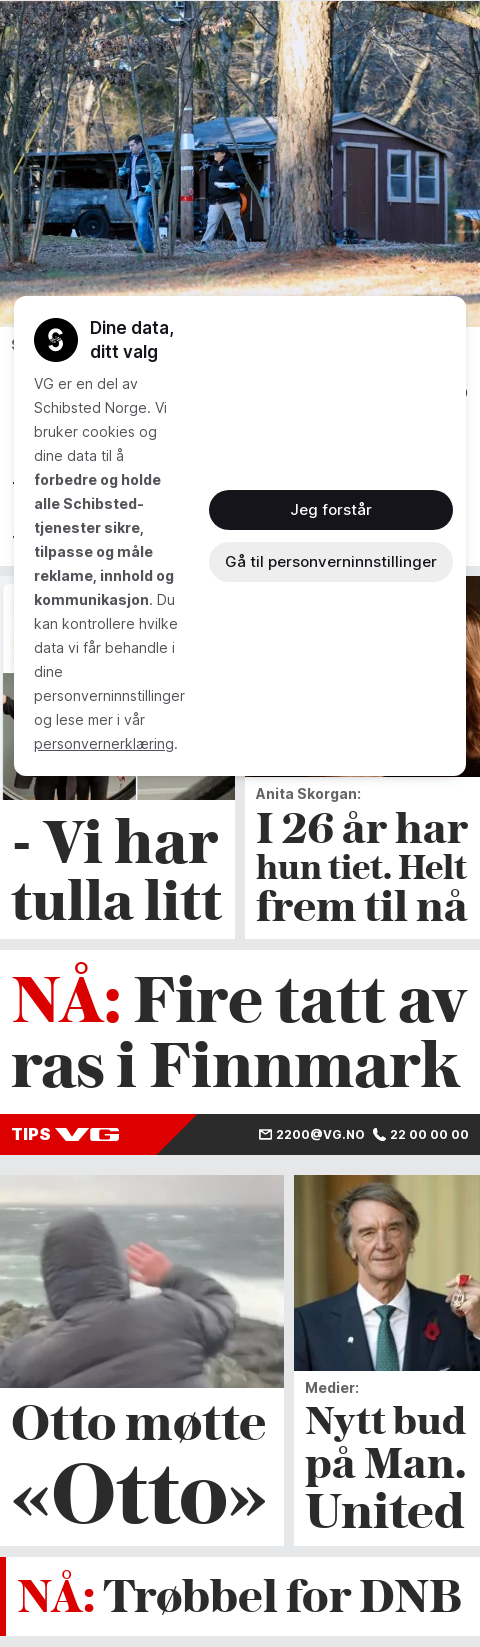 Dine data,
ditt valg
VG er en del av
Schibsted Norge. Vi
bruker cookies og
dine data til å
forbedre og holde
alle Schibsted-
tjenester sikre,
tilpasse og måle
reklame, innhold og
kommunikasjon. Du
kan kontrollere hvilke
data vi får behandle i
dine
personverninnstillinger
og lese mer i vår
personvernerklæring.
Jeg forstår
Gå til personverninnstillinger
- Vi har
tulla litt
Anita Skorgan:
I 26 år har
hun tiet. Helt
frem til nå
NÅ: Fire tatt av
ras i Finnmark
TIPS VG 2200@VG.NO 22 00 00 00
Otto møtte
«Otto»
Medier:
Nytt bud
på Man.
United
NÅ: Trøbbel for DNB